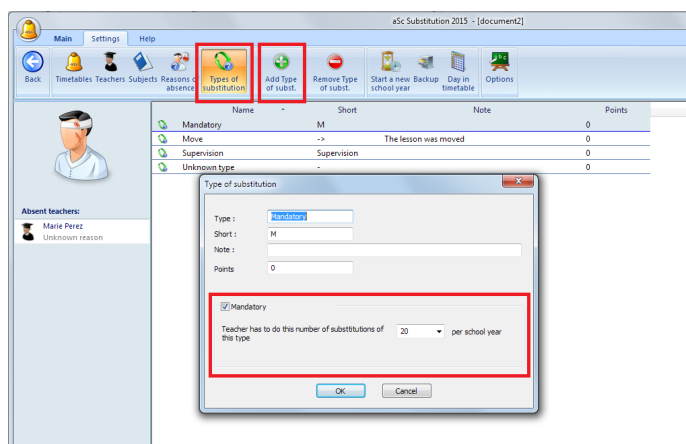 aSc Substitution 2015 - [document2]
Main Settings Help
Back Timetables Teachers Subjects Reasons o absence Types of substitution Add Type of subst. Remove Type of subst. Start a new school year Backup Day in timetable Options
Name Short Note Points
Mandatory M 0
Move -> The lesson was moved 0
Supervision Supervision 0
Unknown type - 0
Absent teachers:
Marie Perez
Unknown reason
Type of substitution
Type : Mandatory
Short : M
Note :
Points 0
Mandatory
Teacher has to do this number of substtitutions of
this type
20 per school year
OK Cancel